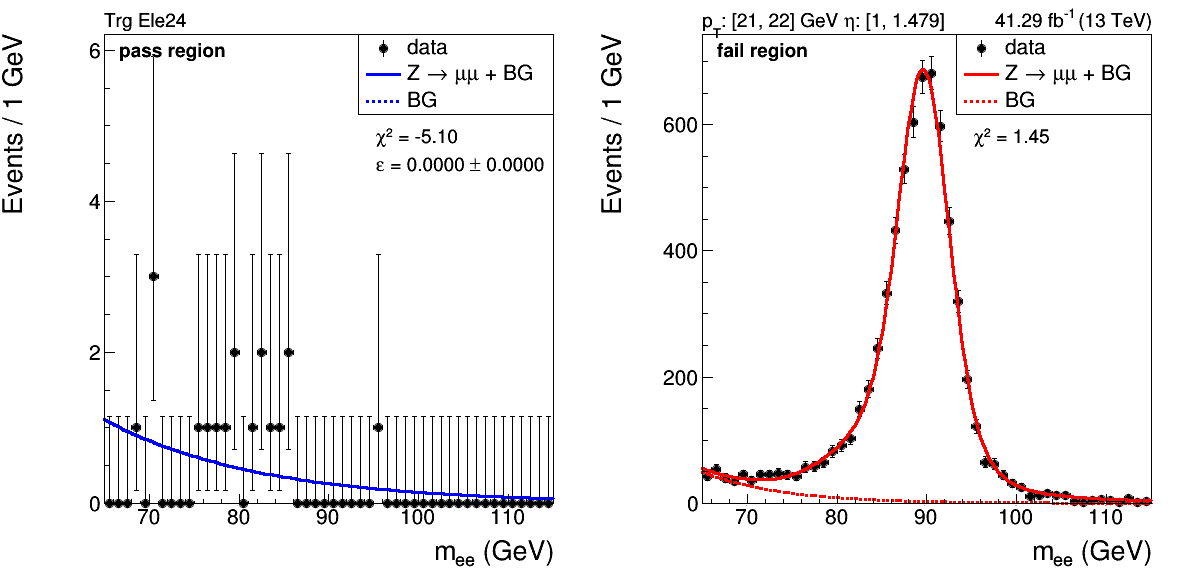 Trg Ele24
pass region
data
Z → μμ + BG
BG
χ² = -5.10
ε = 0.0000 ± 0.0000
Events / 1 GeV
6
4
2
0
70
80
90
100
110
m_ee (GeV)
p_T: [21, 22] GeV η: [1, 1.479]
41.29 fb⁻¹ (13 TeV)
fail region
data
Z → μμ + BG
BG
χ² = 1.45
Events / 1 GeV
600
400
200
0
70
80
90
100
110
m_ee (GeV)